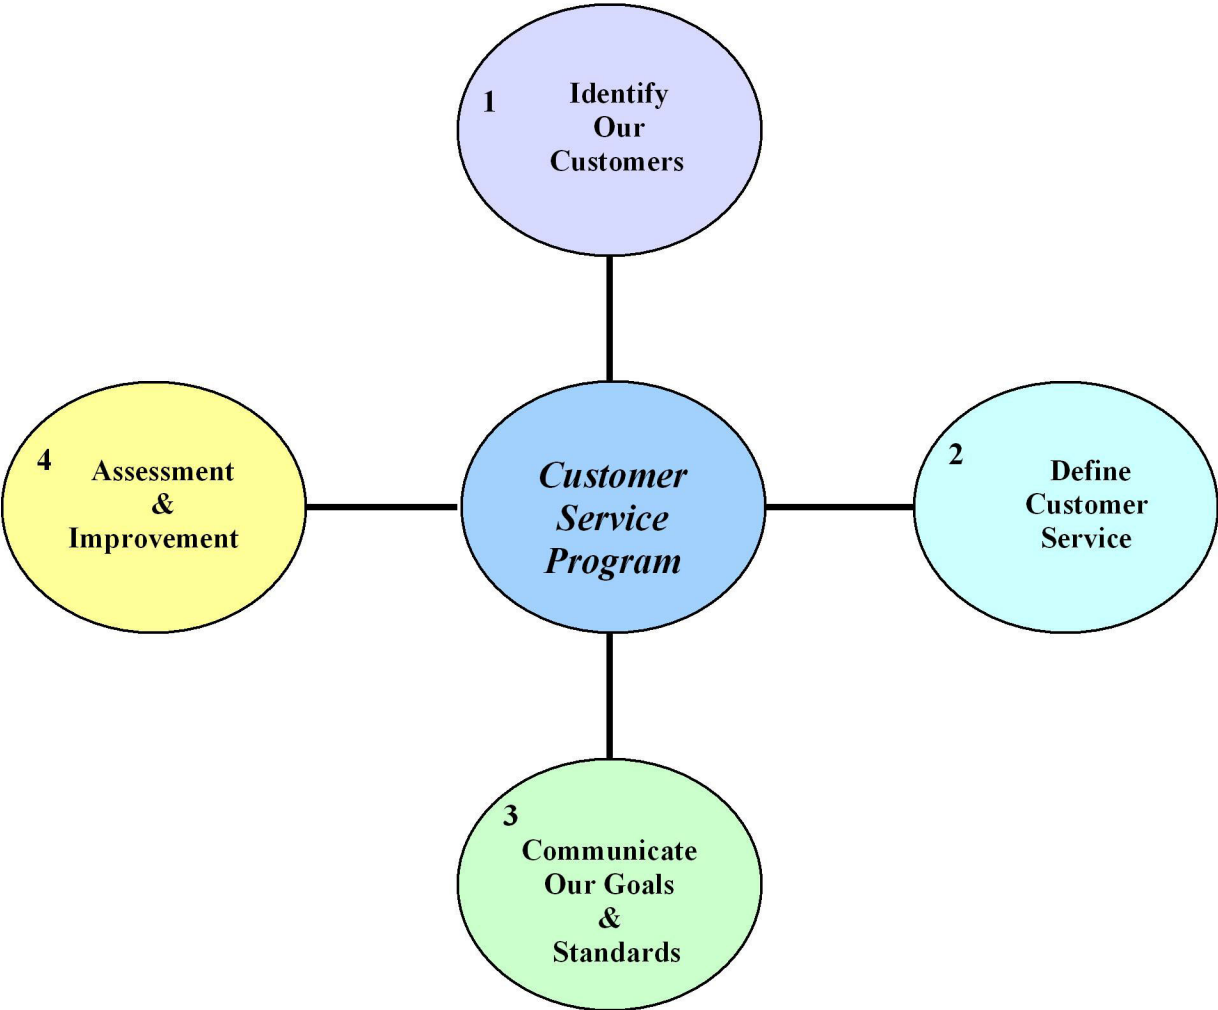 1
Identify
Our
Customers
4
Assessment
&
Improvement
Customer
Service
Program
2
Define
Customer
Service
3
Communicate
Our Goals
&
Standards